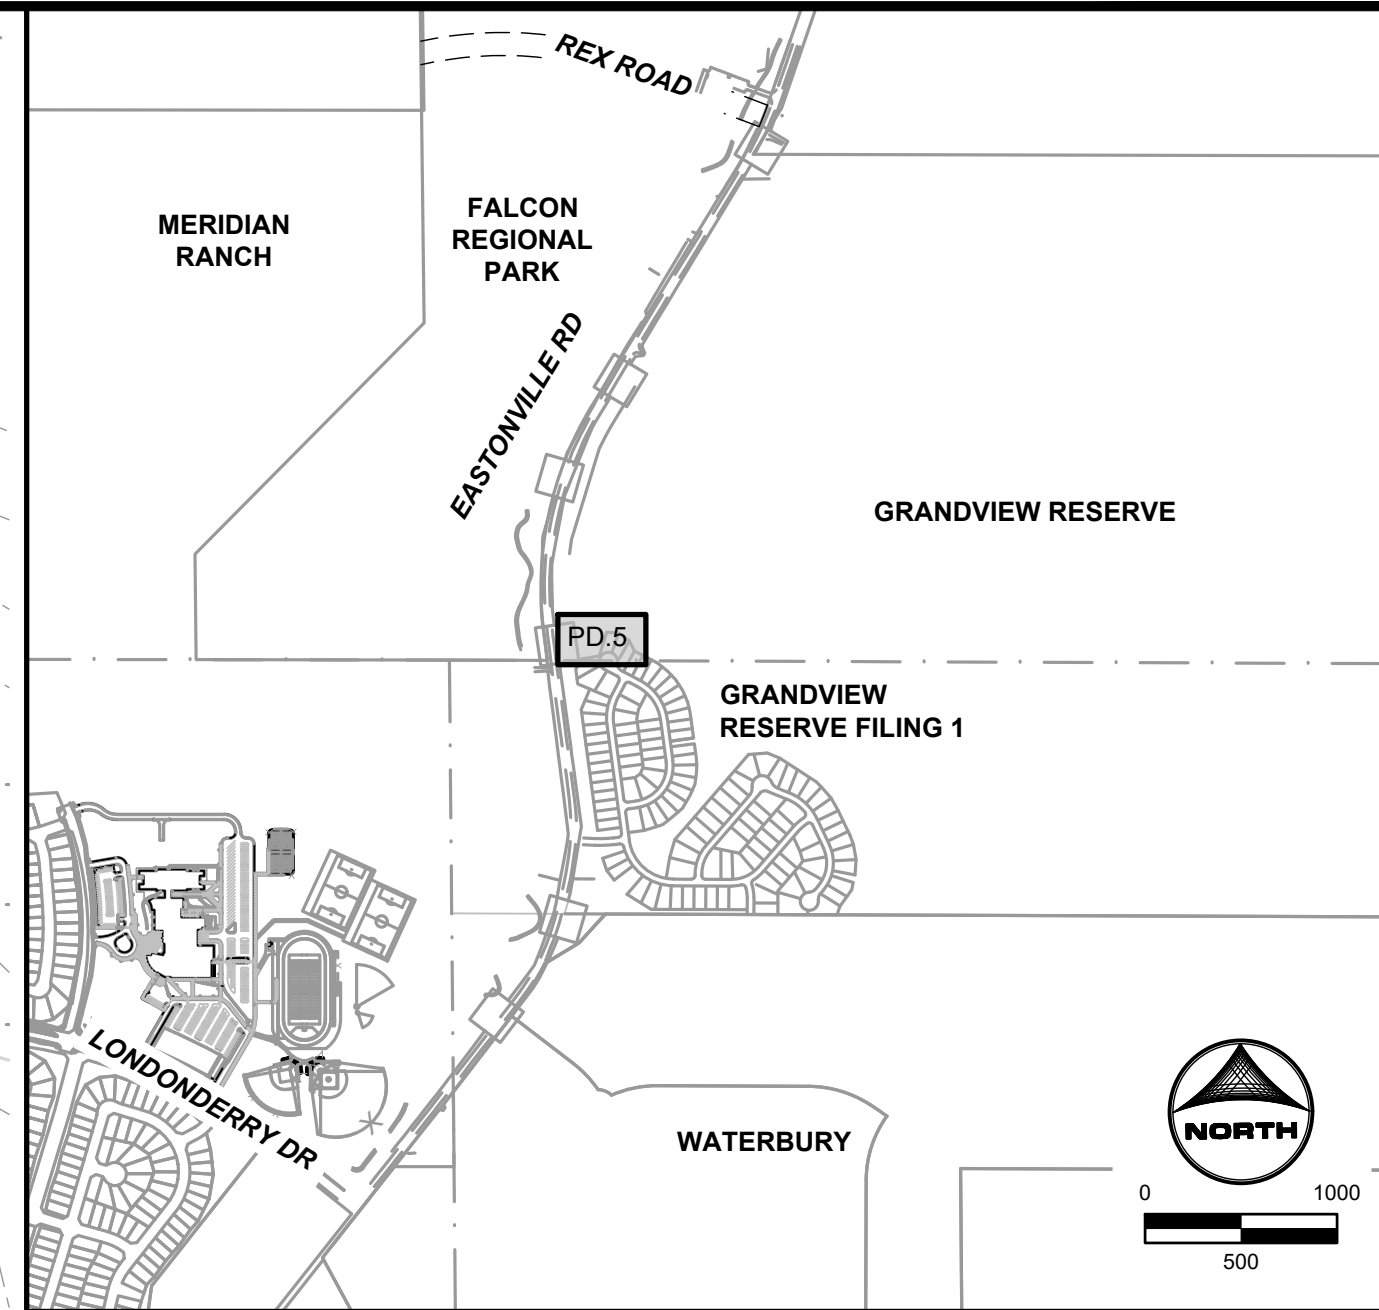 REX ROAD
MERIDIAN
RANCH
FALCON
REGIONAL
PARK
EASTONVILLE RD
GRANDVIEW RESERVE
PD.5
GRANDVIEW
RESERVE FILING 1
LONDONDERRY DR
WATERBURY
NORTH
0 1000
500